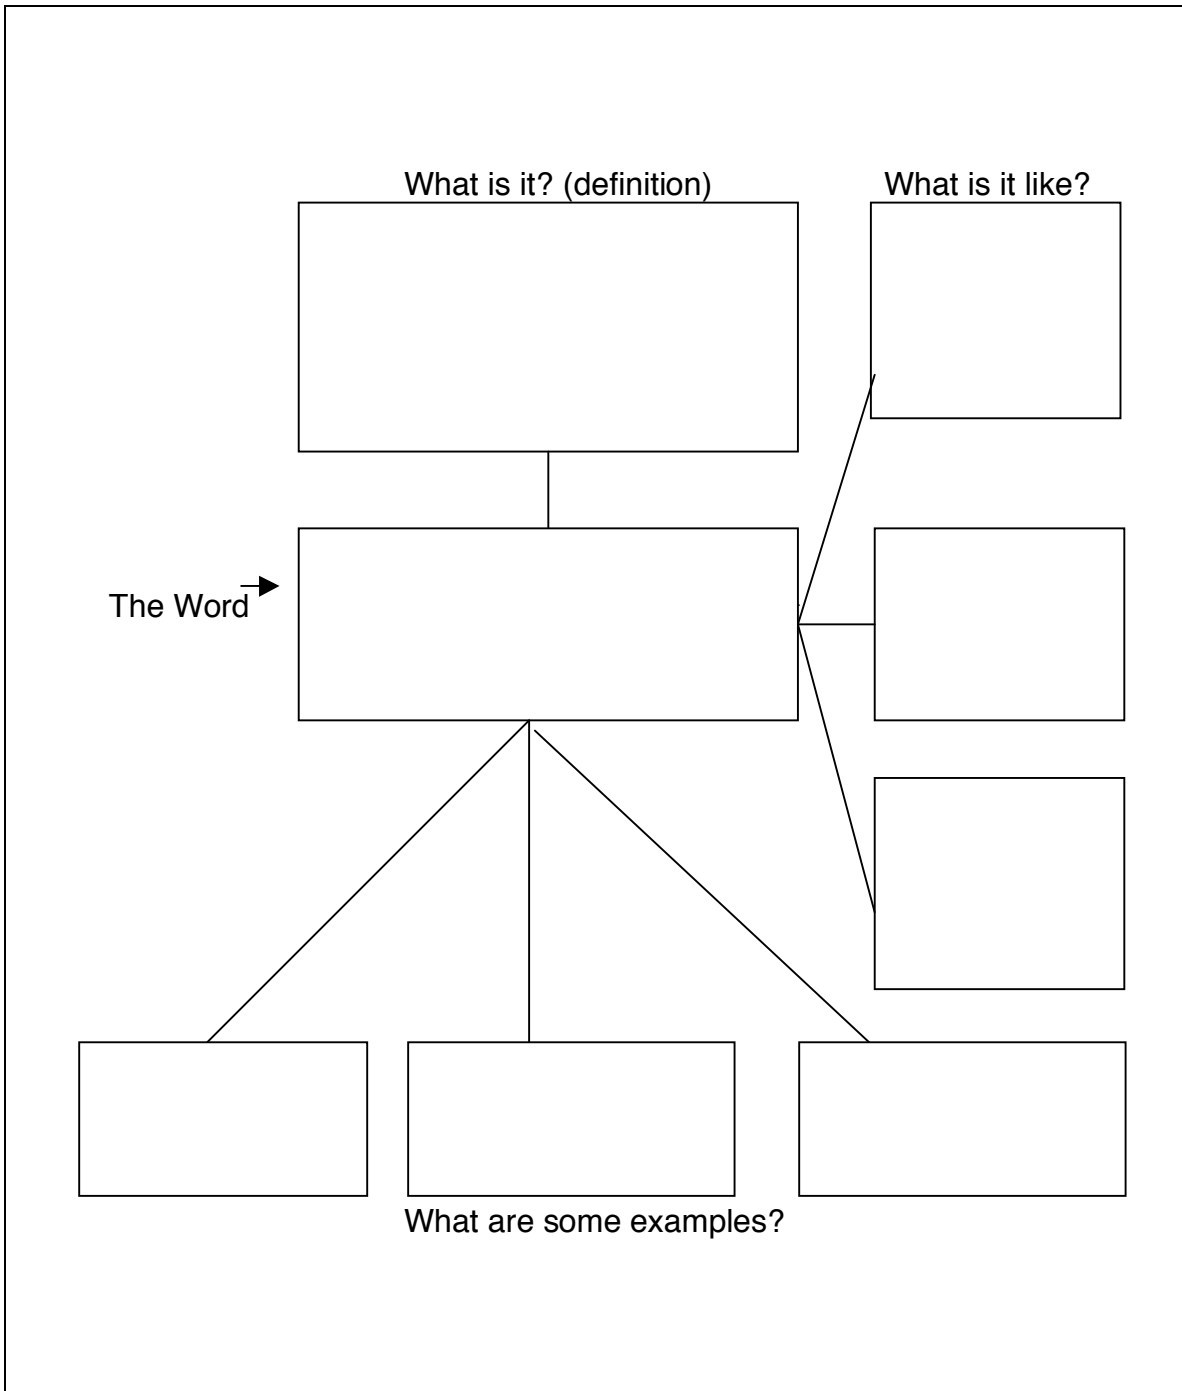 What is it? (definition)
What is it like?
The Word
What are some examples?